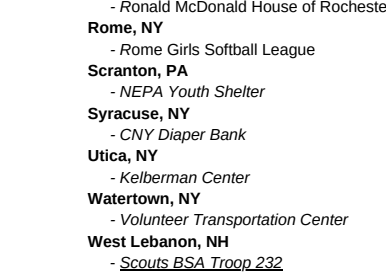 - Ronald McDonald House of Rocheste
Rome, NY
- Rome Girls Softball League
Scranton, PA
- NEPA Youth Shelter
Syracuse, NY
- CNY Diaper Bank
Utica, NY
- Kelberman Center
Watertown, NY
- Volunteer Transportation Center
West Lebanon, NH
- Scouts BSA Troop 232